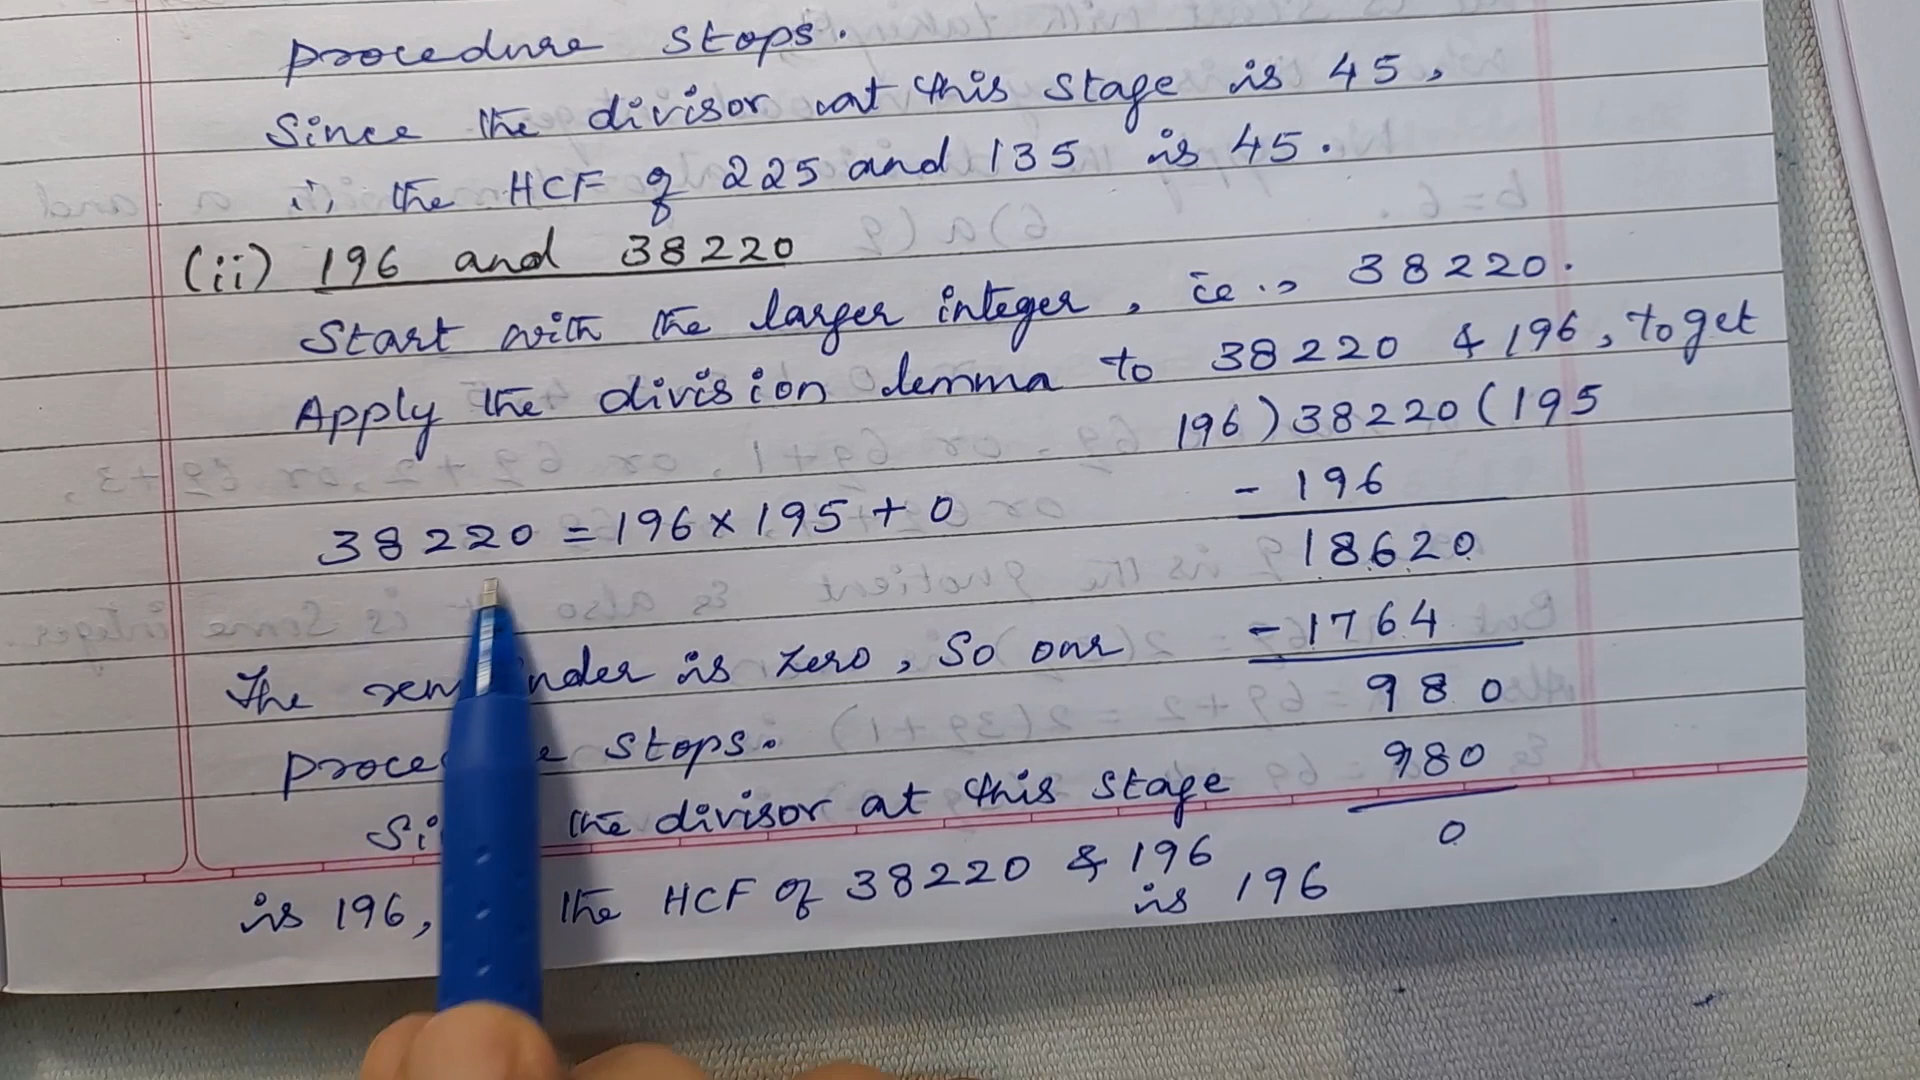 procedure stops.
Since the divisor at this stage is 45,
the HCF of 225 and 135 is 45.
(ii) 196 and 38220
Start with the larger integer, ie., 38220.
Apply the division lemma to 38220 & 196, to get
196)38220(195
- 196
38220 = 196 × 195 + 0
18620
The remainder is zero, So our
- 1764
980
procedure stops.
980
the divisor at this stage
0
is 196, the HCF of 38220 & 196
is 196